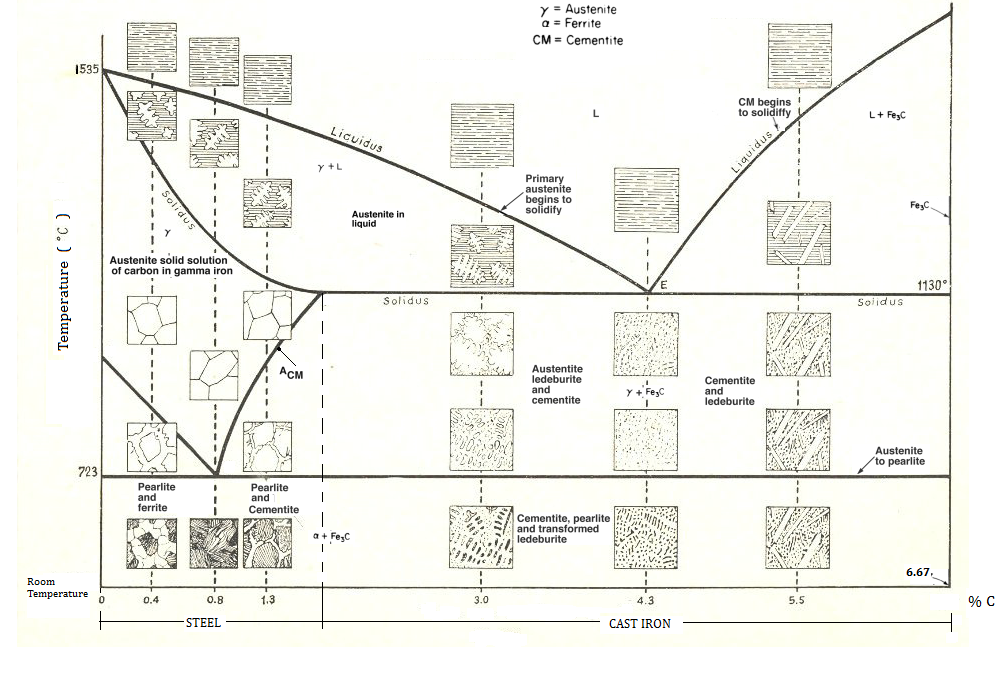 γ = Austenite
α = Ferrite
CM = Cementite
1535
Liquidus
γ + L
Solidus
γ
Austenite solid solution
of carbon in gamma iron
Austenite in
liquid
Primary
austenite
begins to
solidify
L
CM begins
to solidiffy
Liquidus
L + Fe₃C
Fe₃C
E
1130°
Solidus
Solidus
Temperature (°C)
A CM
Austentite
ledeburite
and
cementite
γ + Fe₃C
Cementite
and
ledeburite
Austenite
to pearlite
723
Pearlite
and
ferrite
Pearlite
and
Cementite
α + Fe₃C
Cementite, pearlite
and transformed
ledeburite
6.67.
Room
Temperature
0 0.4 0.8 1.3 3.0 4.3 5.5 % C
STEEL CAST IRON